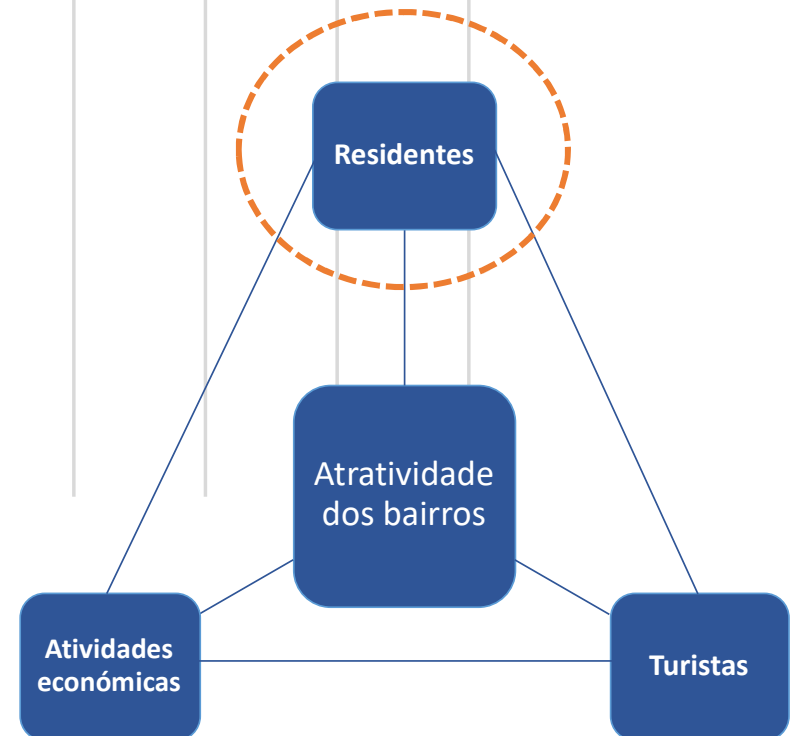 Residentes
Atratividade
dos bairros
Atividades
económicas
Turistas